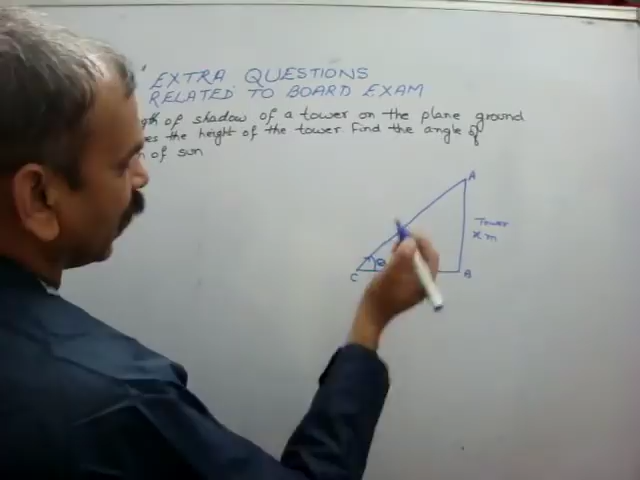 EXTRA QUESTIONS
RELATED TO BOARD EXAM
of shadow of a tower on the plane ground
the height of the tower. Find the angle of
of sun
A
Tower
x m
C
B